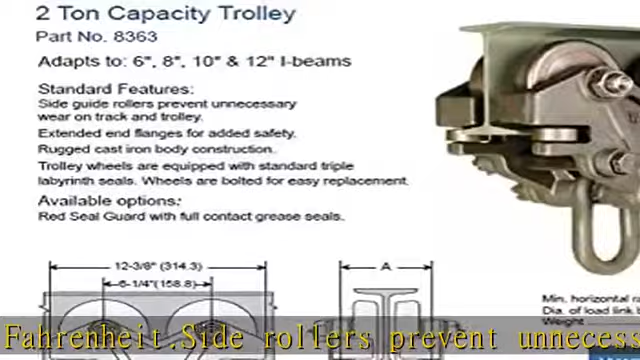 2 Ton Capacity Trolley
Part No. 8363
Adapts to: 6", 8", 10" & 12" I-beams
Standard Features:
Side guide rollers prevent unnecessary
wear on track and trolley.
Extended end flanges for added safety.
Rugged cast iron body construction.
Trolley wheels are equipped with standard triple
labyrinth seals. Wheels are bolted for easy replacement.
Available options:
Red Seal Guard with full contact grease seals.
12-3/8" (314.3)
A
6-1/4"(158.8)
Min. horizontal
Dia. of load link
Weight
Fahrenheit.Side rollers prevent unnecess